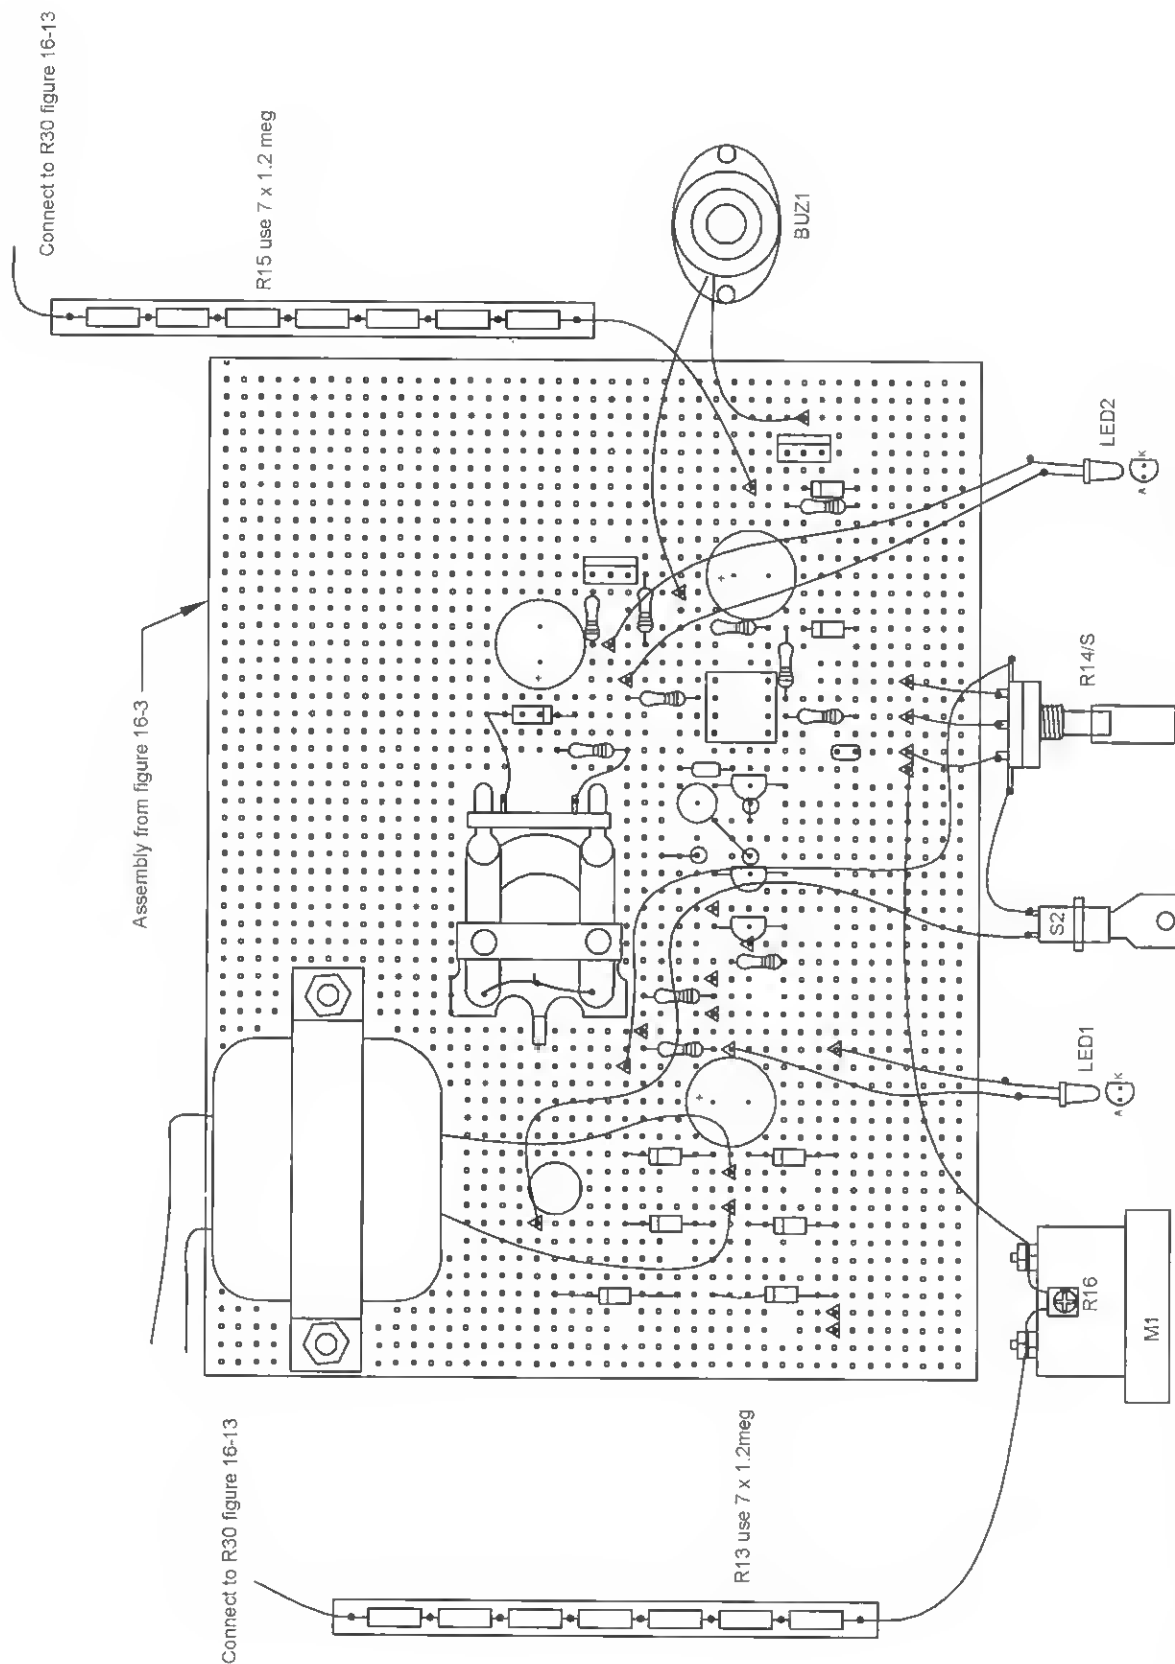 Connect to R30 figure 16-13
R15 use 7 x 1.2 meg
BUZ1
Assembly from figure 16-3
+
+
LED2
A
K
R14/S
S2
+
LED1
A
K
R16
M1
Connect to R30 figure 16-13
R13 use 7 x 1.2meg